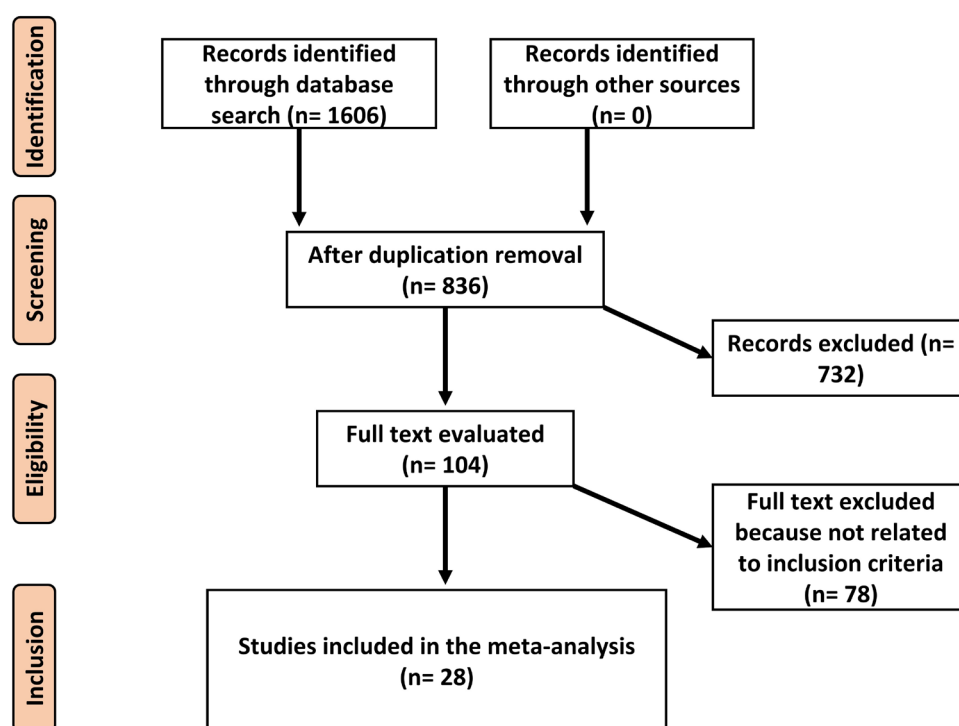 Identification
Records identified
through database
search (n= 1606)
Records identified
through other sources
(n= 0)
Screening
After duplication removal
(n= 836)
Records excluded (n=
732)
Eligibility
Full text evaluated
(n= 104)
Full text excluded
because not related
to inclusion criteria
(n= 78)
Inclusion
Studies included in the meta-analysis
(n= 28)